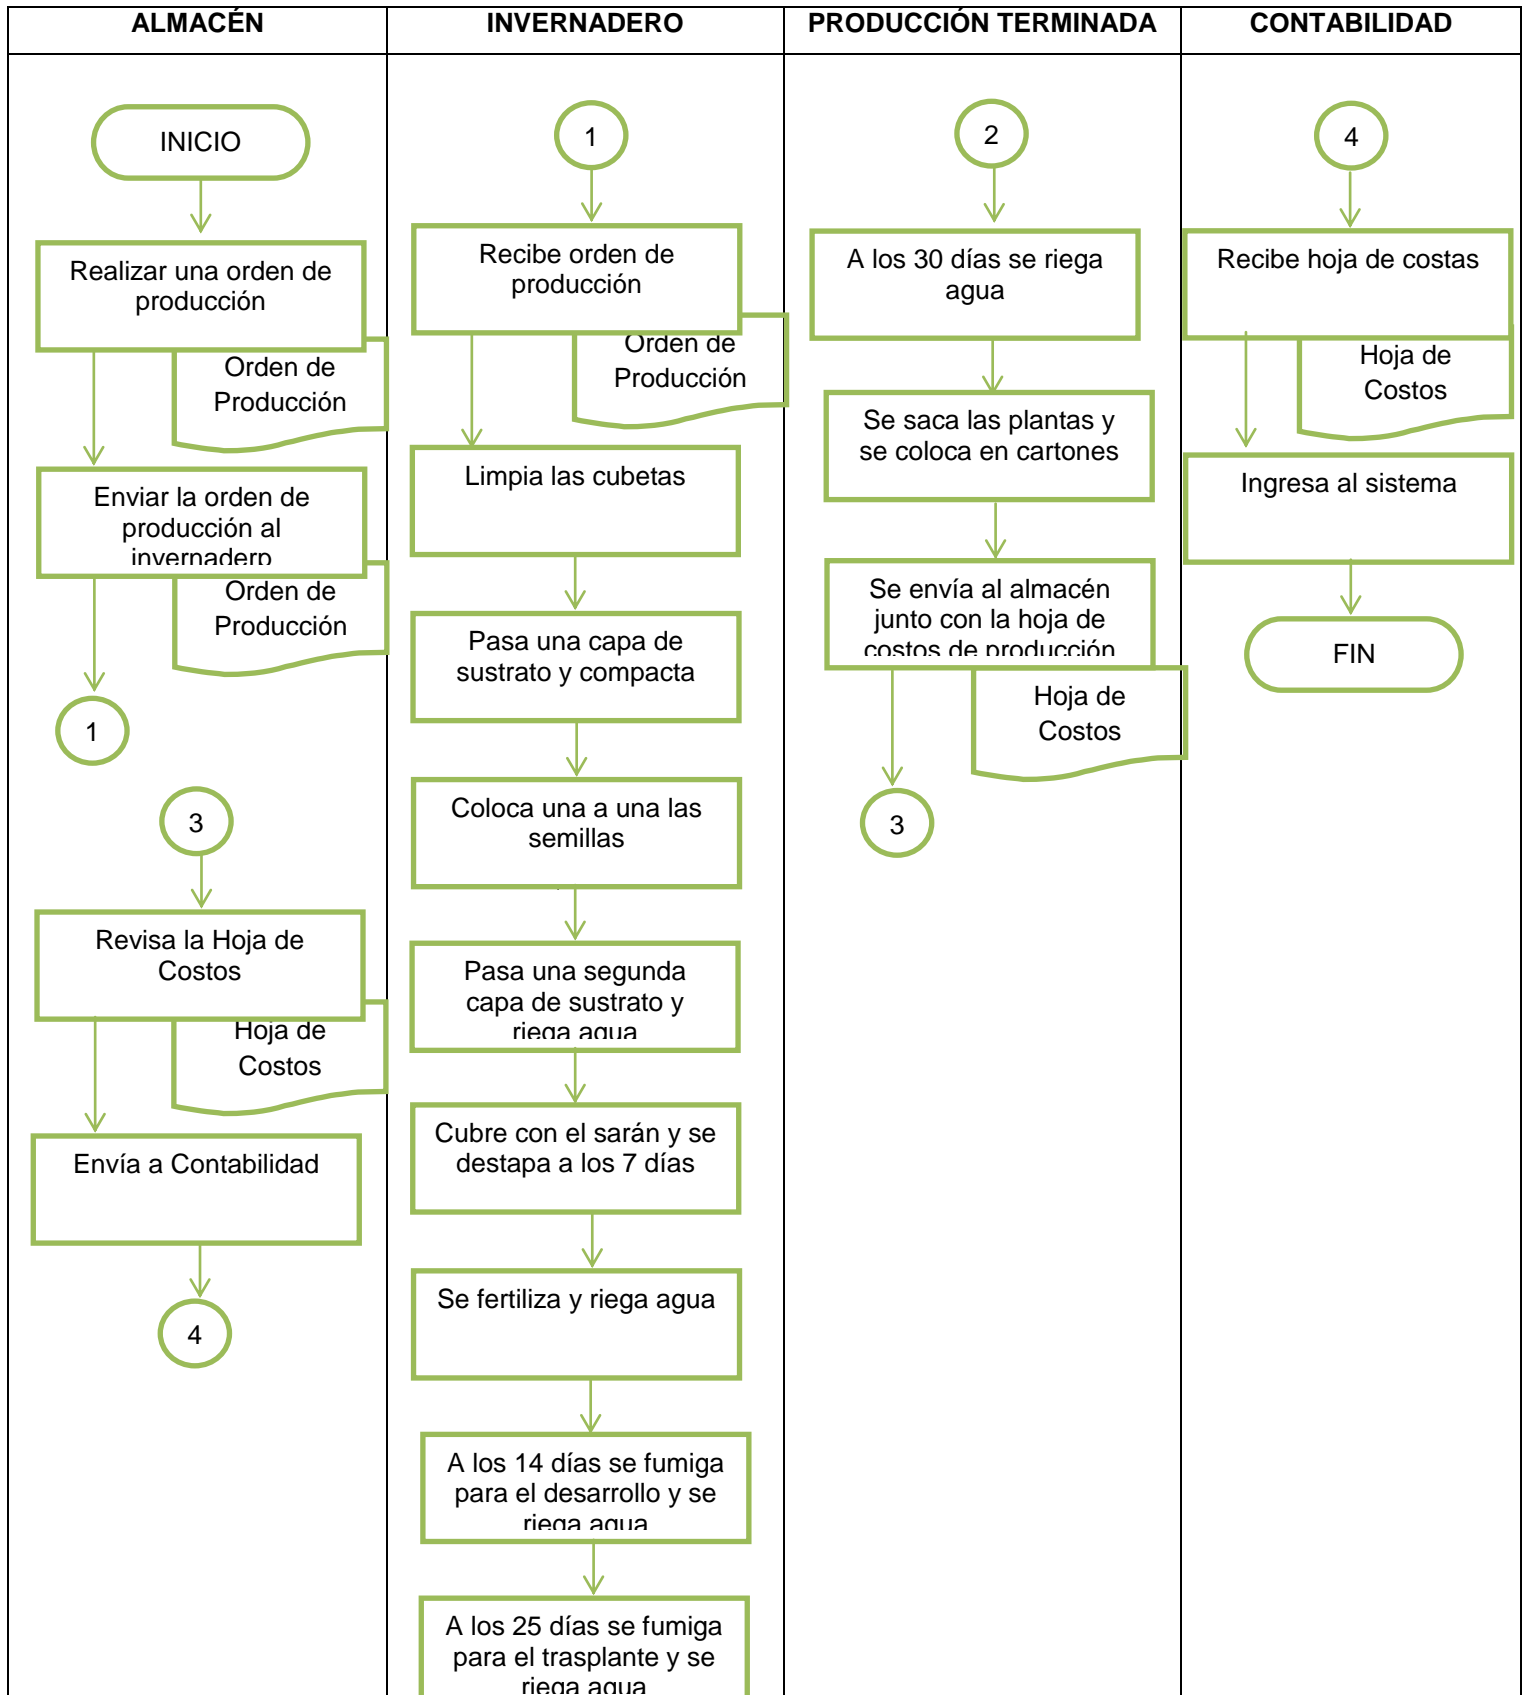 ALMACÉN
INVERNADERO
PRODUCCIÓN TERMINADA
CONTABILIDAD
INICIO
Realizar una orden de
producción
Orden de
Producción
Enviar la orden de
producción al
invernaderp
Orden de
Producción
1
3
Revisa la Hoja de
Costos
Hoja de
Costos
Envía a Contabilidad
4
1
Recibe orden de
producción
Orden de
Producción
Limpia las cubetas
Pasa una capa de
sustrato y compacta
Coloca una a una las
semillas
Pasa una segunda
capa de sustrato y
riega agua
Cubre con el sarán y se
destapa a los 7 días
Se fertiliza y riega agua
A los 14 días se fumiga
para el desarrollo y se
riega agua
A los 25 días se fumiga
para el trasplante y se
riega agua
2
A los 30 días se riega
agua
Se saca las plantas y
se coloca en cartones
Se envía al almacén
junto con la hoja de
costos de producción
Hoja de
Costos
3
4
Recibe hoja de costas
Hoja de
Costos
Ingresa al sistema
FIN